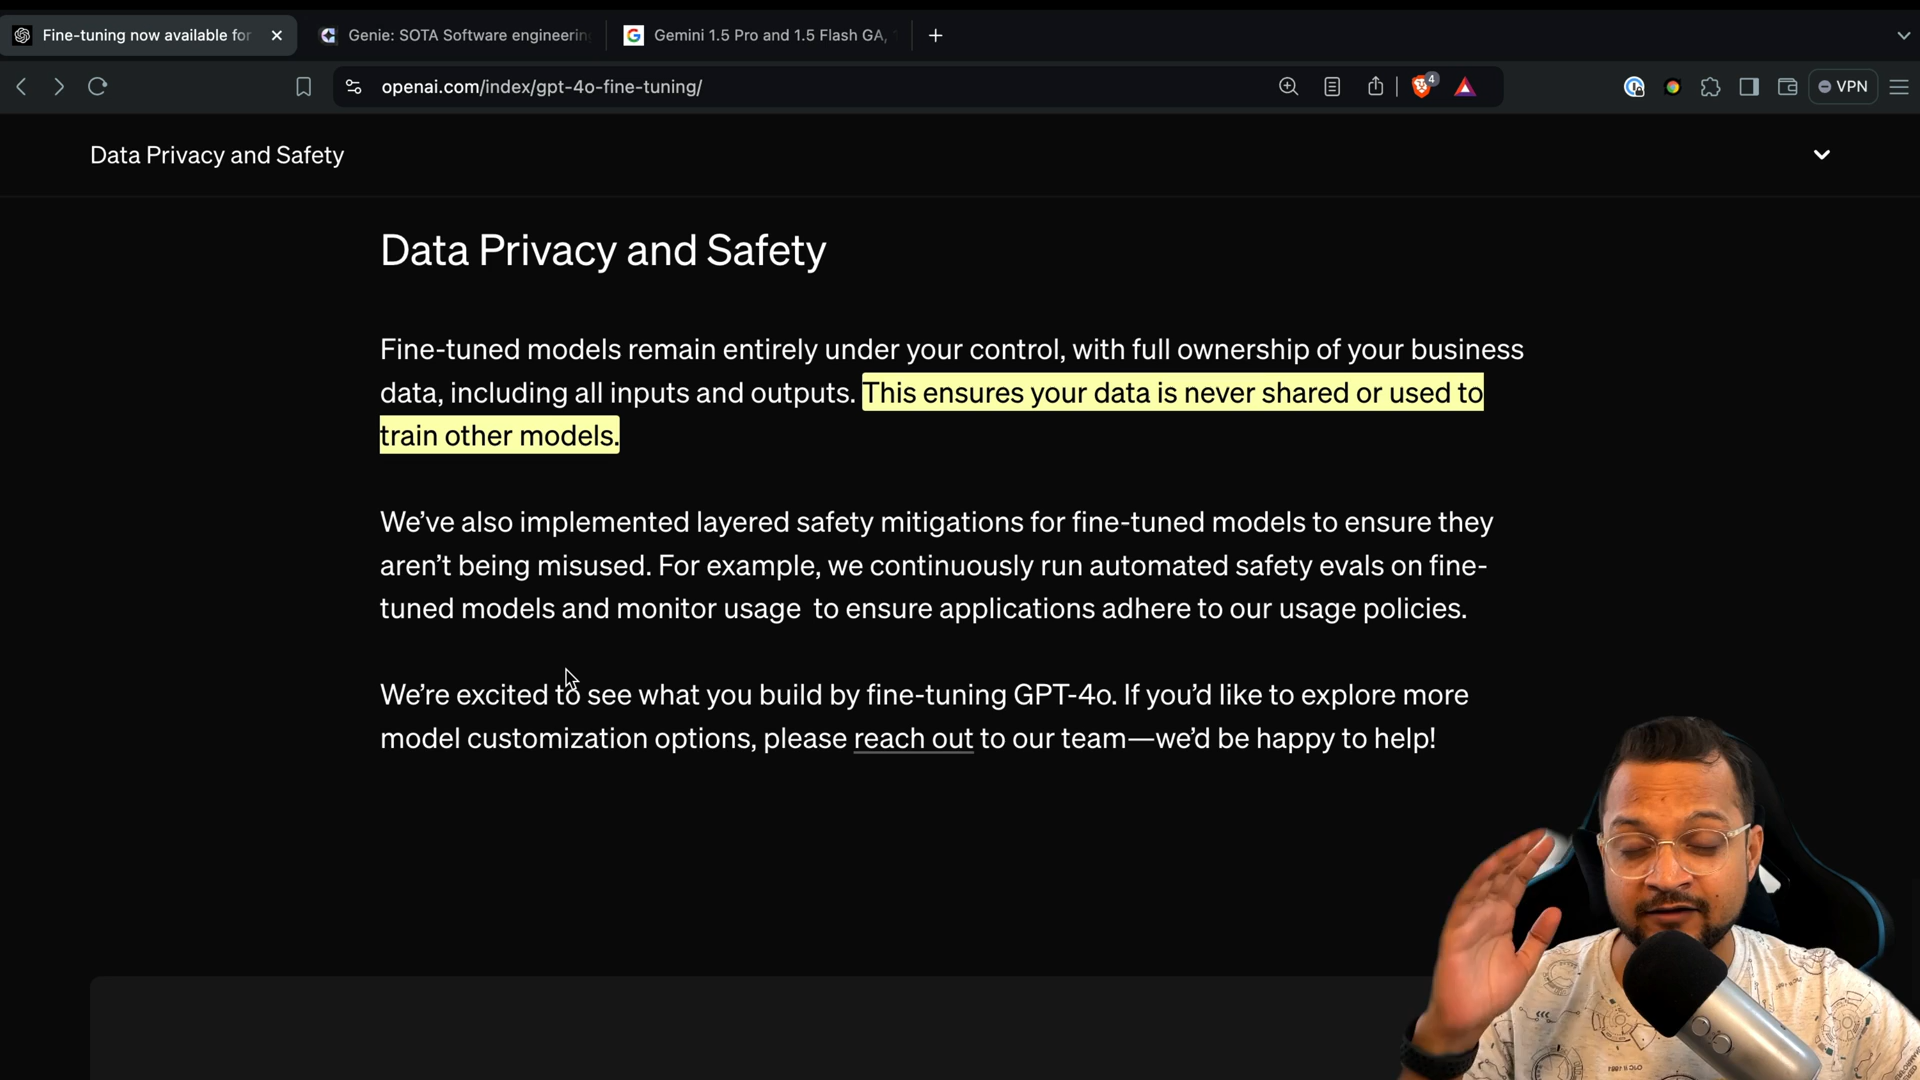 Fine-tuning now available for
Genie: SOTA Software engineerin
Gemini 1.5 Pro and 1.5 Flash GA,
openai.com/index/gpt-4o-fine-tuning/
4
VPN
Data Privacy and Safety
Data Privacy and Safety
Fine-tuned models remain entirely under your control, with full ownership of your business
data, including all inputs and outputs. This ensures your data is never shared or used to
train other models.
We’ve also implemented layered safety mitigations for fine-tuned models to ensure they
aren’t being misused. For example, we continuously run automated safety evals on fine-
tuned models and monitor usage to ensure applications adhere to our usage policies.
We’re excited to see what you build by fine-tuning GPT-4o. If you’d like to explore more
model customization options, please reach out to our team—we’d be happy to help!